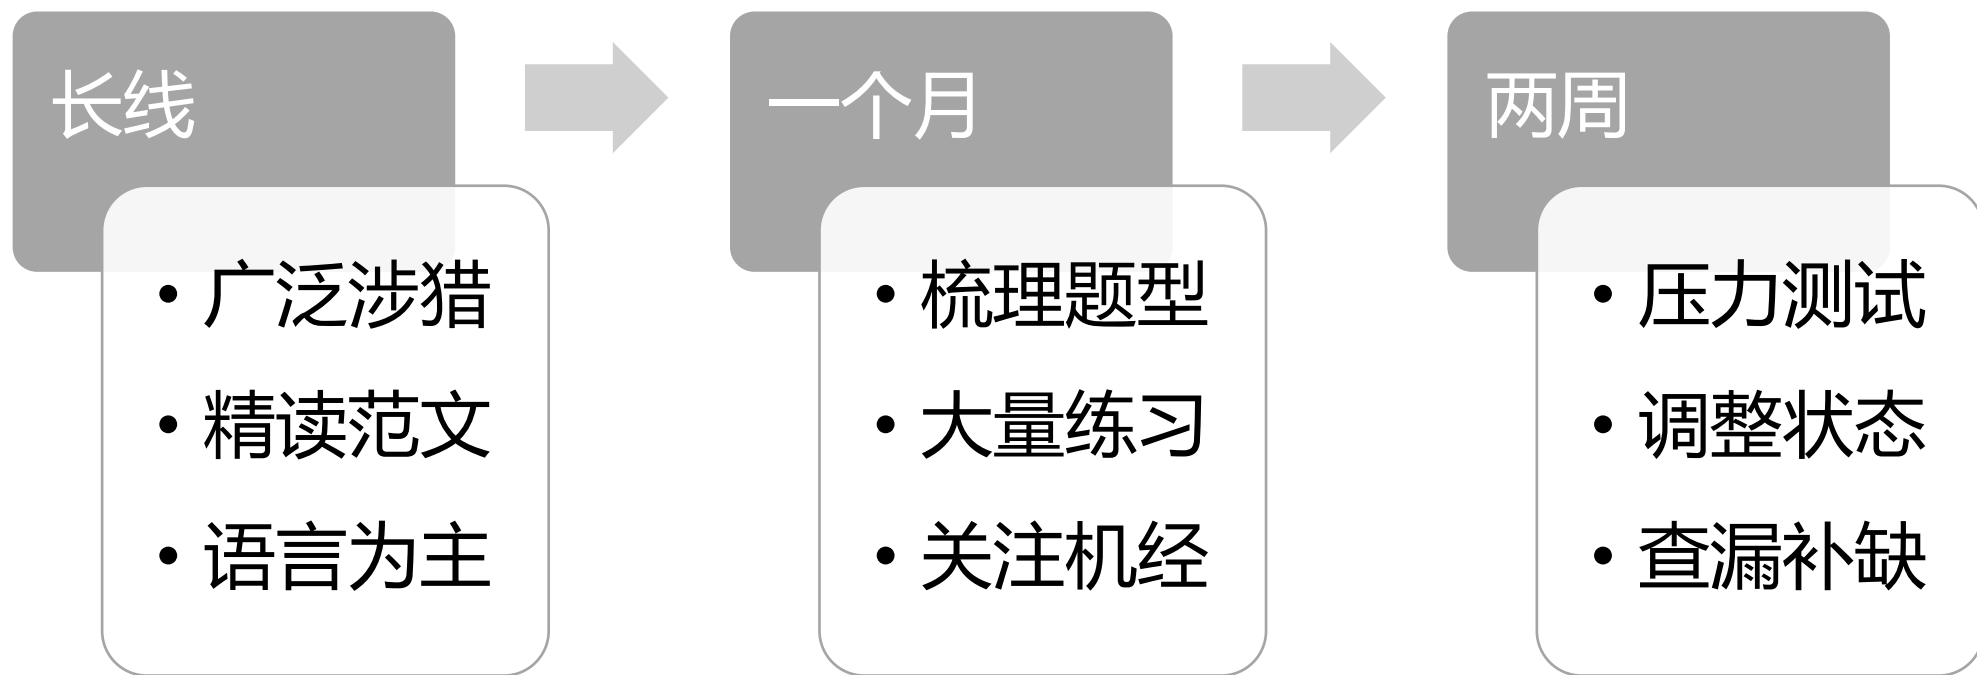 长线
• 广泛涉猎
• 精读范文
• 语言为主
一个月
• 梳理题型
• 大量练习
• 关注机经
两周
• 压力测试
• 调整状态
• 查漏补缺